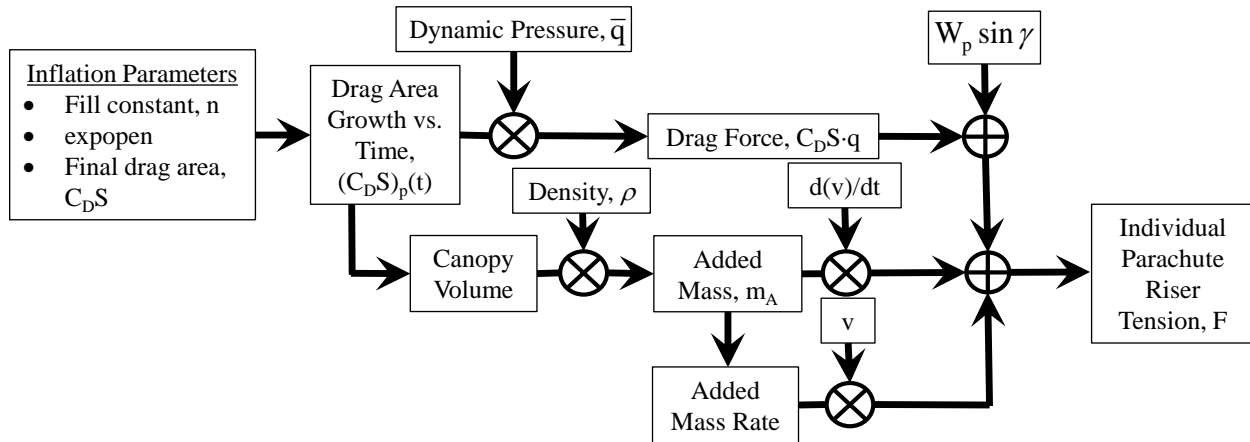 Inflation Parameters
• Fill constant, n
• expopen
• Final drag area,
C_DS
Drag Area
Growth vs.
Time,
(C_DS)_p(t)
Dynamic Pressure, q̅
Drag Force, C_DS·q
W_p sin γ
Canopy
Volume
Density, ρ
Added
Mass, m_A
d(v)/dt
Added
Mass Rate
v
Individual
Parachute
Riser
Tension, F